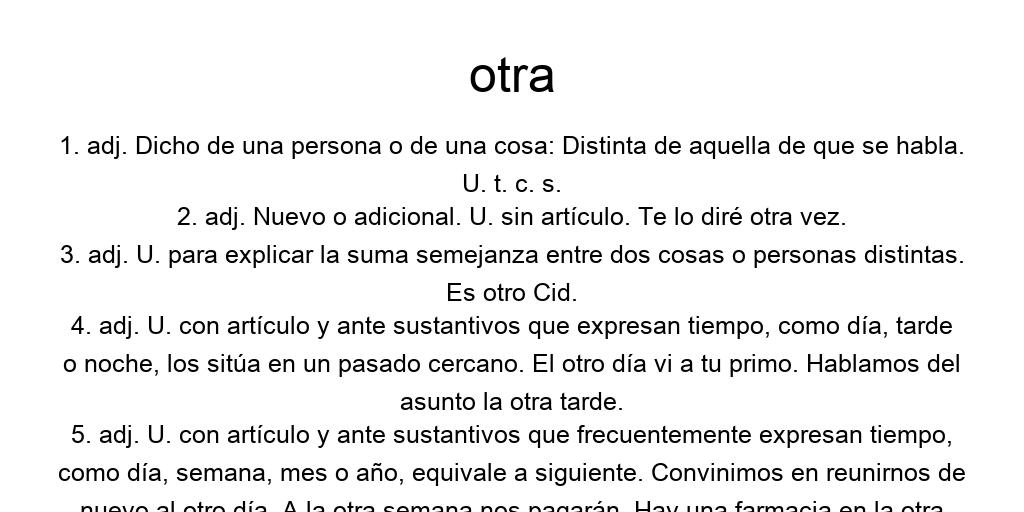 otra
1. adj. Dicho de una persona o de una cosa: Distinta de aquella de que se habla.
U. t. c. s.
2. adj. Nuevo o adicional. U. sin artículo. Te lo diré otra vez.
3. adj. U. para explicar la suma semejanza entre dos cosas o personas distintas.
Es otro Cid.
4. adj. U. con artículo y ante sustantivos que expresan tiempo, como día, tarde
o noche, los sitúa en un pasado cercano. El otro día vi a tu primo. Hablamos del
asunto la otra tarde.
5. adj. U. con artículo y ante sustantivos que frecuentemente expresan tiempo,
como día, semana, mes o año, equivale a siguiente. Convinimos en reunirnos de
nuevo al otro día. A la otra semana nos pagarán. Hay una farmacia en la otra